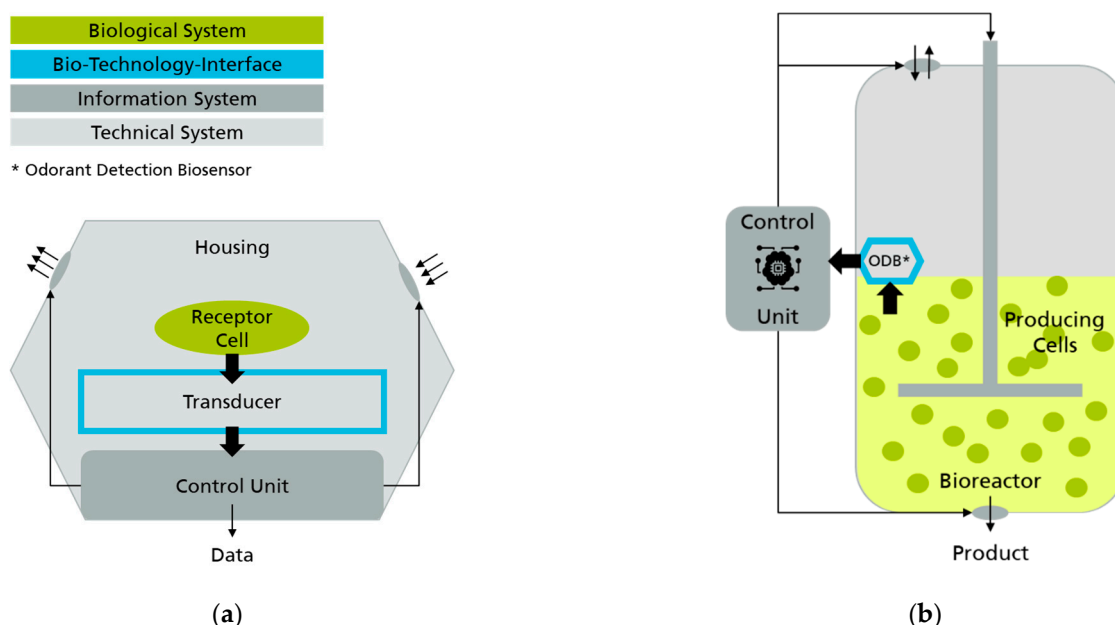 Biological System
Bio-Technology-Interface
Information System
Technical System
* Odorant Detection Biosensor
Housing
Receptor
Cell
Transducer
Control Unit
Data
(a)
Control
Unit
ODB*
Producing
Cells
Bioreactor
Product
(b)